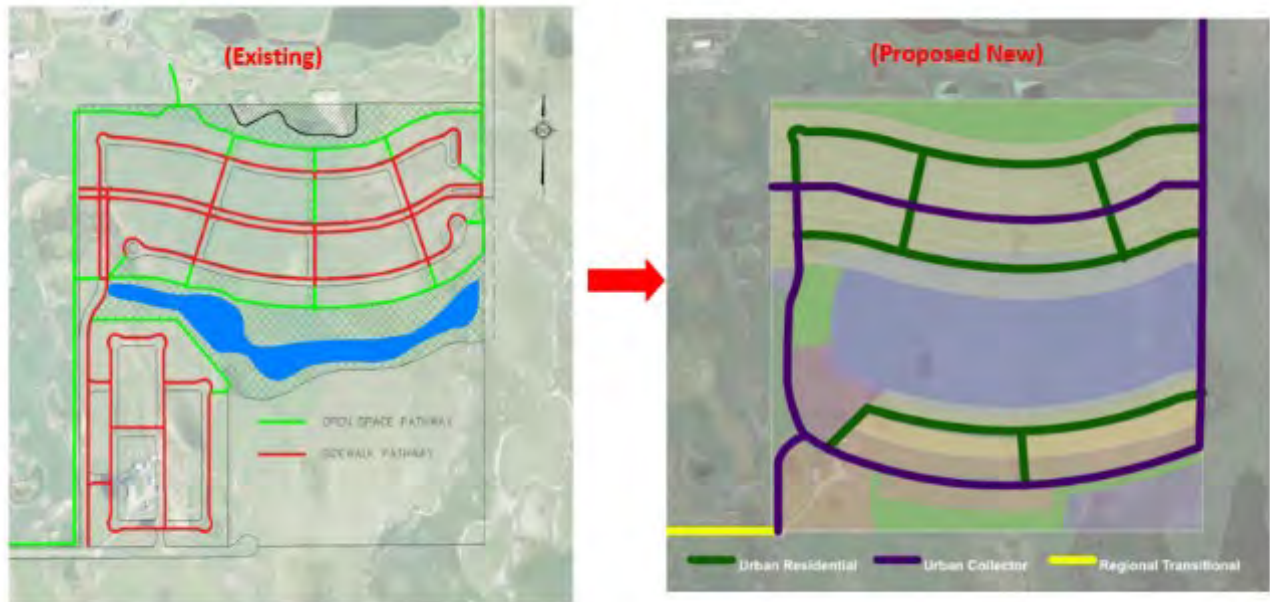 (Existing)
(Proposed New)
OPEN SPACE PATHWAY
SIDEWALK PATHWAY
Urban Residential
Urban Collector
Regional Transitional